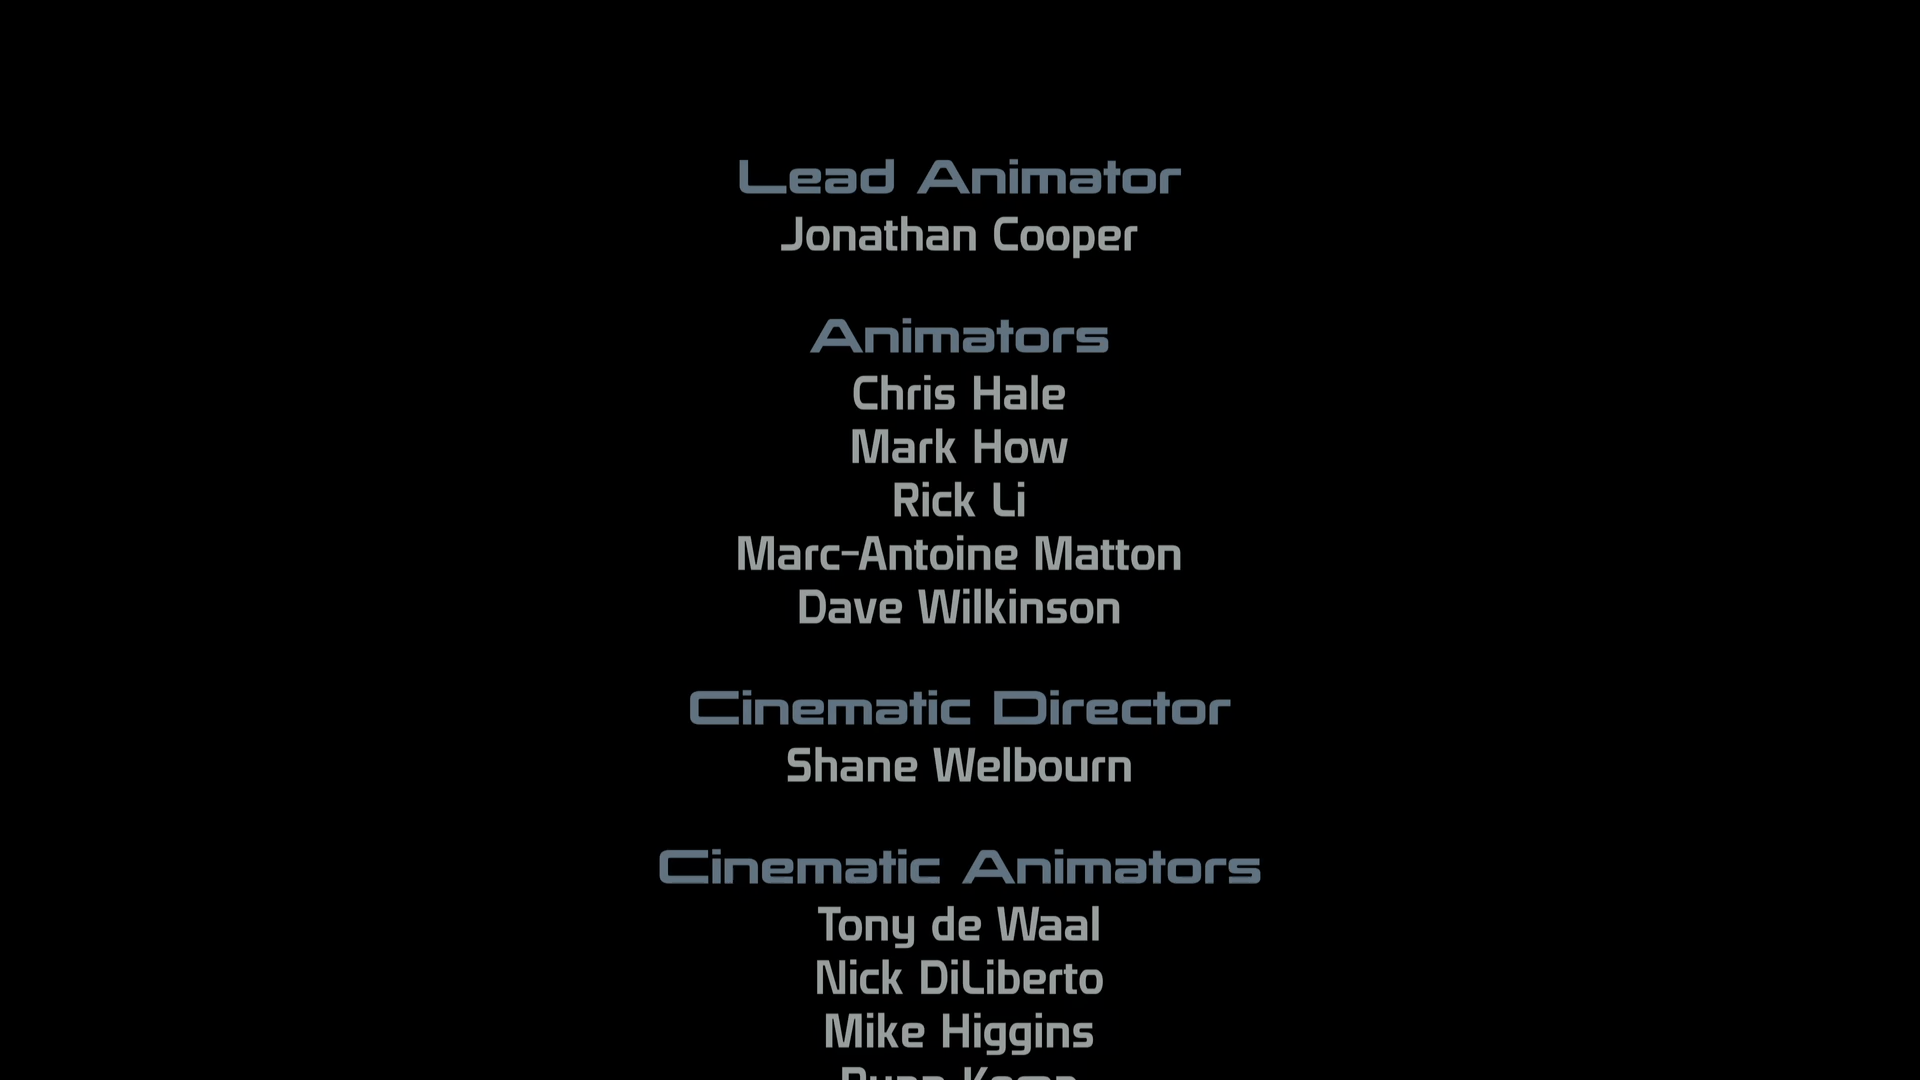 Lead Animator
Jonathan Cooper
Animators
Chris Hale
Mark How
Rick Li
Marc-Antoine Matton
Dave Wilkinson
Cinematic Director
Shane Welbourn
Cinematic Animators
Tony de Waal
Nick DiLiberto
Mike Higgins